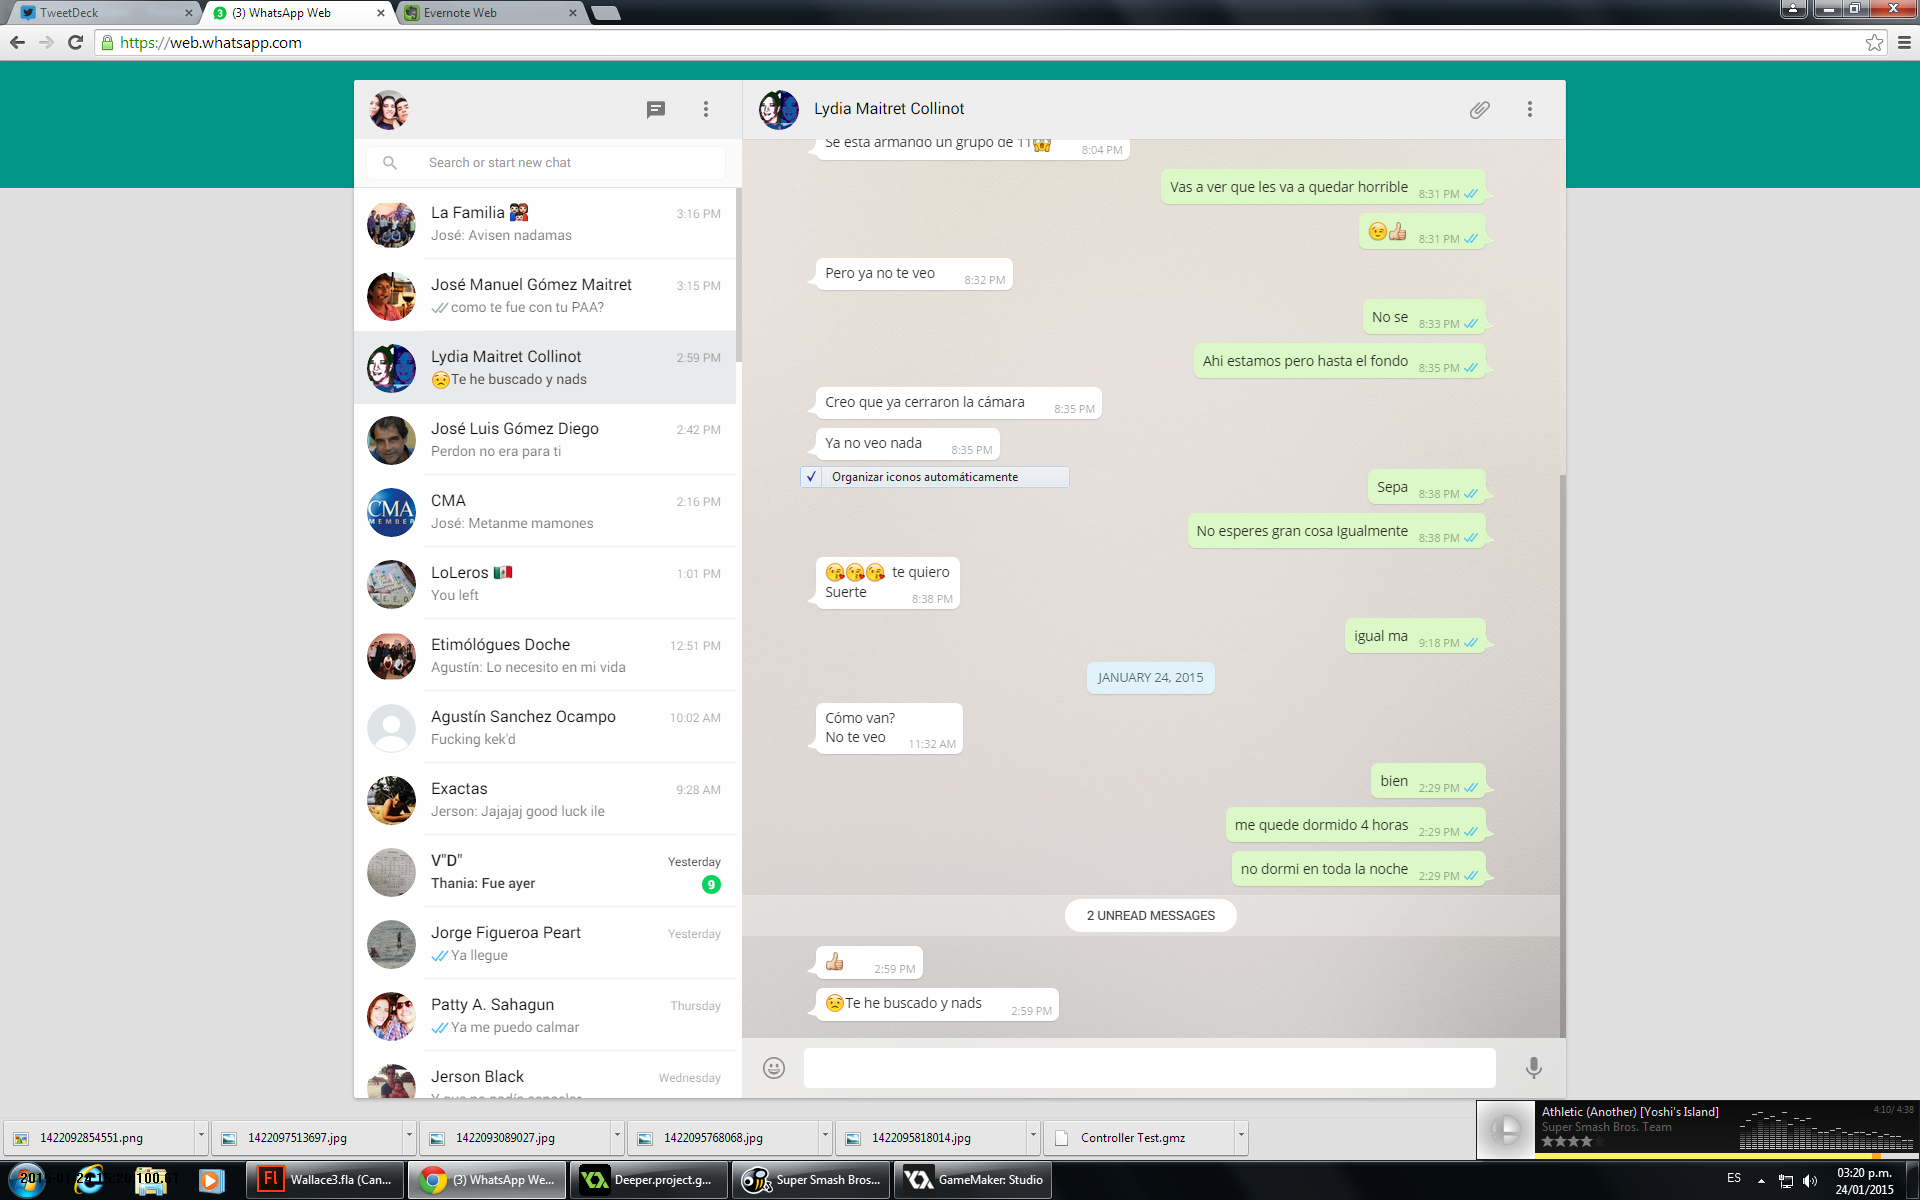 TweetDeck
(3) WhatsApp Web
Evernote Web
https://web.whatsapp.com
Lydia Maitret Collinot
Search or start new chat
La Familia
3:16 PM
José: Avisen nadamas
José Manuel Gómez Maitret
3:15 PM
como te fue con tu PAA?
Lydia Maitret Collinot
2:59 PM
Te he buscado y nads
José Luis Gómez Diego
2:42 PM
Perdon no era para ti
CMA
2:16 PM
José: Metanme mamones
LoLeros
1:01 PM
You left
Etimólógues Doche
12:51 PM
Agustín: Lo necesito en mi vida
Agustín Sanchez Ocampo
10:02 AM
Fucking kek'd
Exactas
9:28 AM
Jerson: Jajajaj good luck ile
V"D"
Yesterday
Thania: Fue ayer
9
Jorge Figueroa Peart
Yesterday
Ya llegue
Patty A. Sahagun
Thursday
Ya me puedo calmar
Jerson Black
Wednesday
Se esta armando un grupo de 11
8:04 PM
Vas a ver que les va a quedar horrible
8:31 PM
8:31 PM
Pero ya no te veo
8:32 PM
No se
8:33 PM
Ahi estamos pero hasta el fondo
8:35 PM
Creo que ya cerraron la cámara
8:35 PM
Ya no veo nada
8:35 PM
Organizar iconos automáticamente
Sepa
8:38 PM
No esperes gran cosa Igualmente
8:38 PM
te quiero
Suerte
8:38 PM
igual ma
9:18 PM
JANUARY 24, 2015
Cómo van?
No te veo
11:32 AM
bien
2:29 PM
me quede dormido 4 horas
2:29 PM
no dormi en toda la noche
2:29 PM
2 UNREAD MESSAGES
2:59 PM
Te he buscado y nads
2:59 PM
1422092854551.png
1422097513697.jpg
1422093089027.jpg
1422095768068.jpg
1422095818014.jpg
Controller Test.gmz
Athletic (Another) [Yoshi's Island]
4:10/ 4:38
Super Smash Bros. Team
Wallace3.fla (Can...
(3) WhatsApp We...
Deeper.project.g...
Super Smash Bros...
GameMaker: Studio
ES
03:20 p.m.
24/01/2015